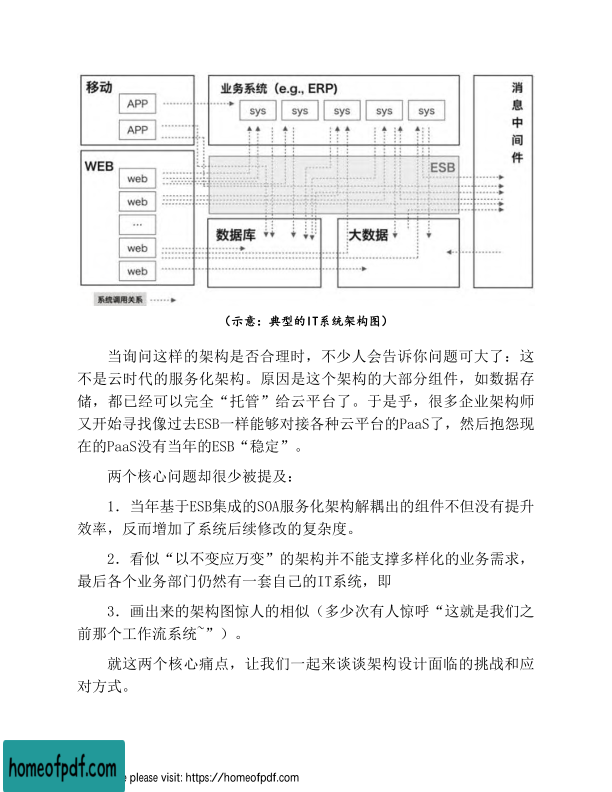 移动
APP
APP
业务系统（e.g., ERP)
sys
sys
sys
sys
sys
消息中间件
WEB
web
web
...
web
web
ESB
数据库
大数据
系统调用关系
（示意：典型的IT系统架构图）
当询问这样的架构是否合理时，不少人会告诉你问题可大了：这
不是云时代的服务化架构。原因是这个架构的大部分组件，如数据存
储，都已经可以完全“托管”给云平台了。于是乎，很多企业架构师
又开始寻找像过去ESB一样能够对接各种云平台的PaaS了，然后抱怨现
在的PaaS没有当年的ESB“稳定”。
两个核心问题却很少被提及：
1．当年基于ESB集成的SOA服务化架构解耦出的组件不但没有提升
效率，反而增加了系统后续修改的复杂度。
2．看似“以不变应万变”的架构并不能支撑多样化的业务需求，
最后各个业务部门仍然有一套自己的IT系统，即
3．画出来的架构图惊人的相似（多少次有人惊呼“这就是我们之
前那个工作流系统~”）。
就这两个核心痛点，让我们一起来谈谈架构设计面临的挑战和应
对方式。
homeofpdf.com
e please visit: https://homeofpdf.com